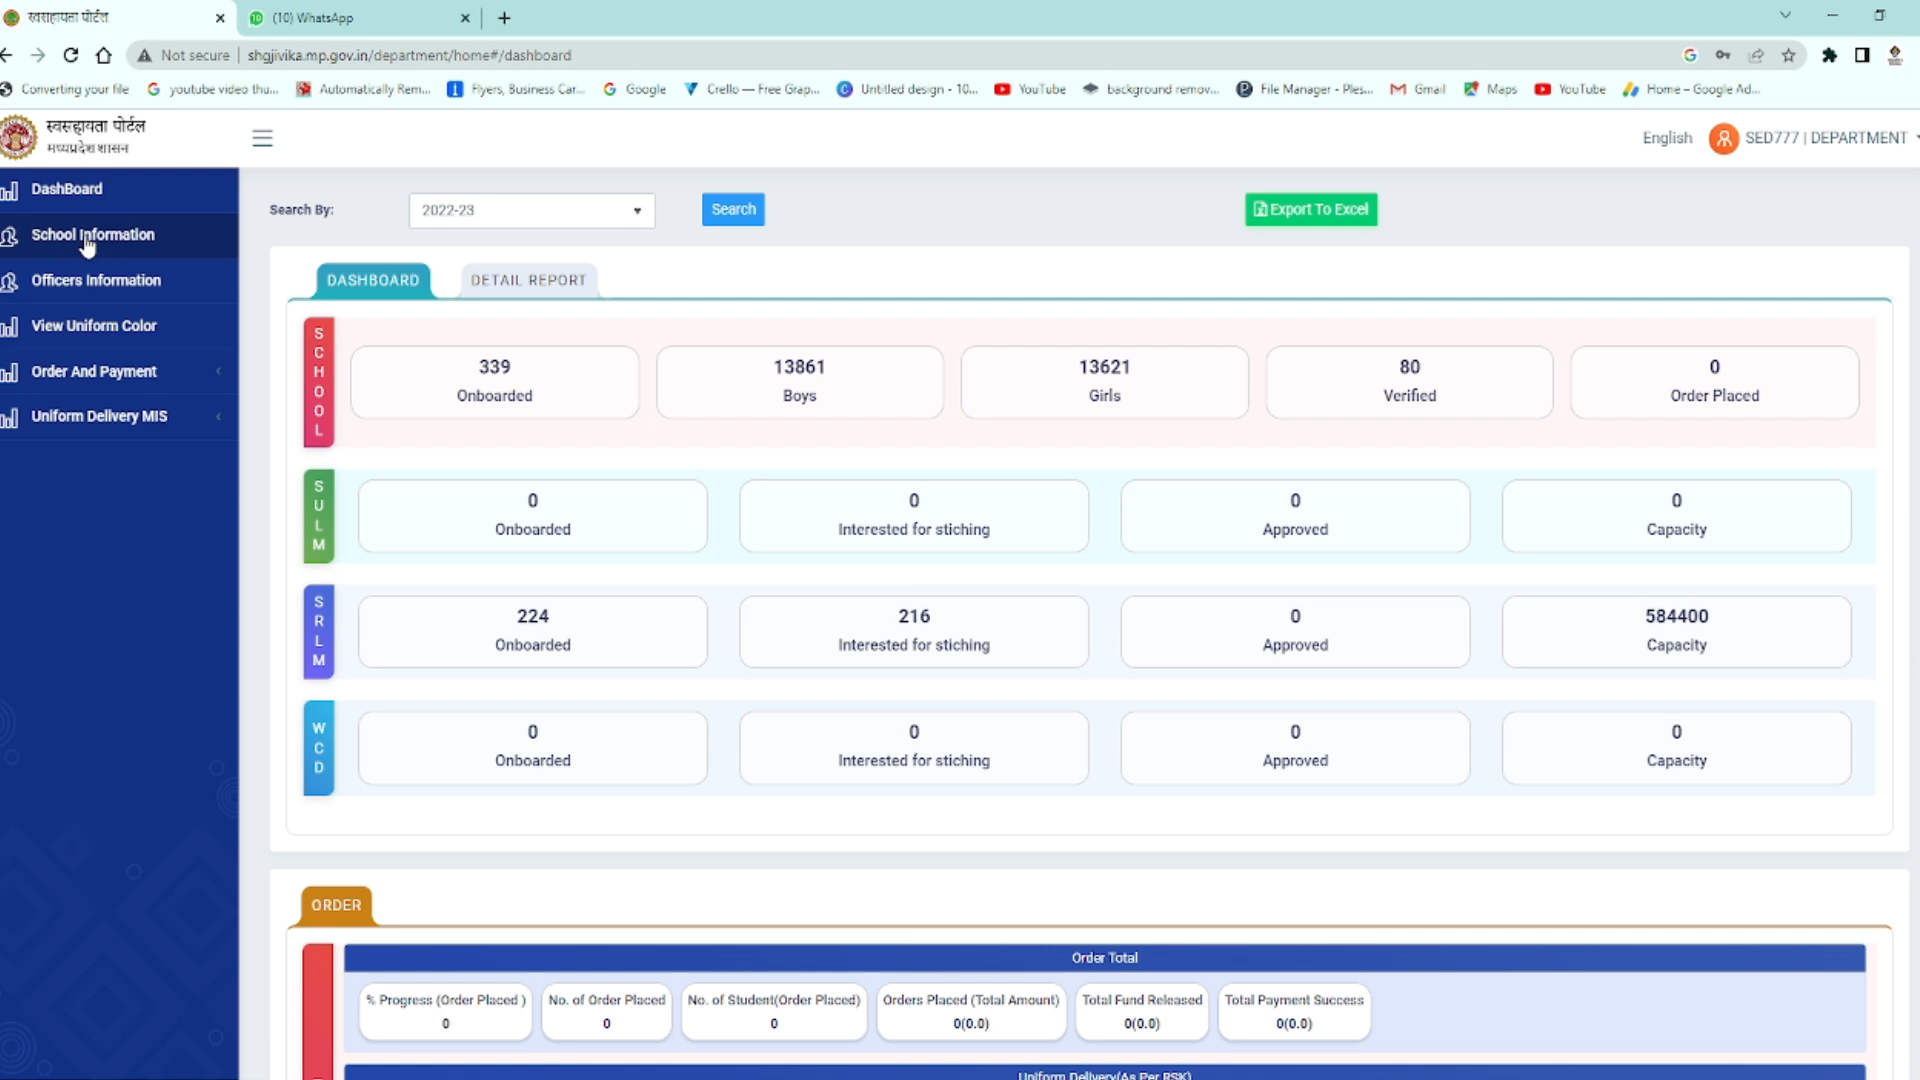 स्वसहायता पोर्टल
(10) WhatsApp
Not secure
shgjivika.mp.gov.in/department/home#/dashboard
Converting your file
youtube video thu...
Automatically Rem...
Flyers, Business Car...
Google
Crello — Free Grap...
Untitled design - 10...
YouTube
background remov...
File Manager - Ples...
Gmail
Maps
YouTube
Home – Google Ad...
स्वसहायता पोर्टल
मध्यप्रदेश शासन
English
SED777 | DEPARTMENT
DashBoard
School Information
Officers Information
View Uniform Color
Order And Payment
Uniform Delivery MIS
Search By:
2022-23
Search
Export To Excel
DASHBOARD
DETAIL REPORT
SCHOOL
339
Onboarded
13861
Boys
13621
Girls
80
Verified
0
Order Placed
SULM
0
Onboarded
0
Interested for stiching
0
Approved
0
Capacity
SRLM
224
Onboarded
216
Interested for stiching
0
Approved
584400
Capacity
WCD
0
Onboarded
0
Interested for stiching
0
Approved
0
Capacity
ORDER
Order Total
% Progress (Order Placed )
0
No. of Order Placed
0
No. of Student(Order Placed)
0
Orders Placed (Total Amount)
0(0.0)
Total Fund Released
0(0.0)
Total Payment Success
0(0.0)
Uniform Delivery(As Per RSK)